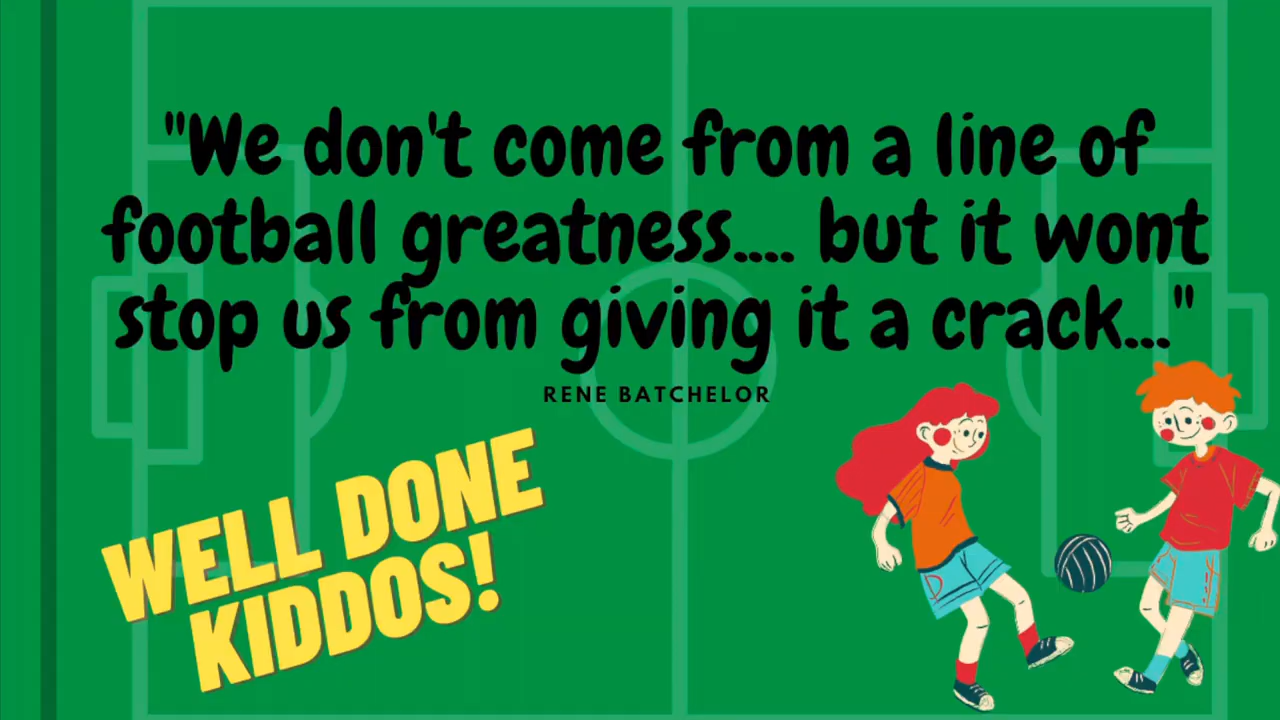 "We don't come from a line of
football greatness.... but it wont
stop us from giving it a crack..."
RENE BATCHELOR
WELL DONE
KIDDOS!